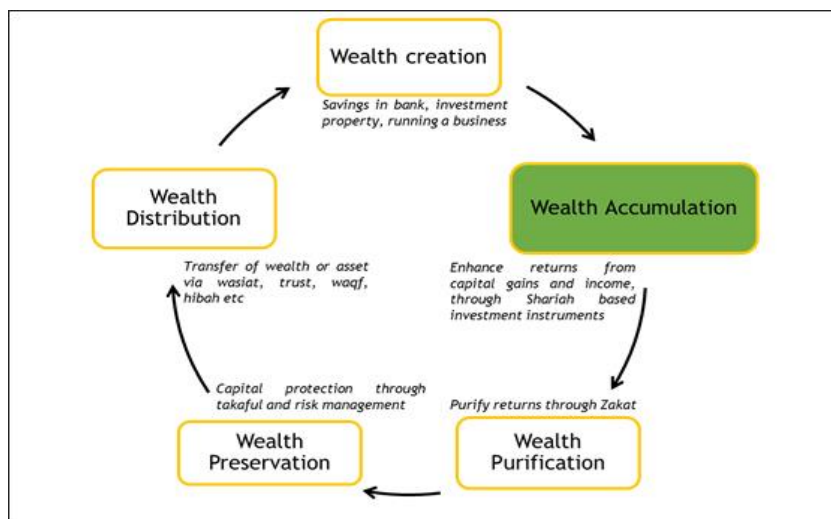 Wealth creation
Savings in bank, investment
property, running a business
Wealth
Distribution
Wealth Accumulation
Transfer of wealth or asset
via wasiat, trust, waqf,
hibah etc
Enhance returns from
capital gains and income,
through Shariah based
investment instruments
Capital protection through
takaful and risk management
Purify returns through Zakat
Wealth
Preservation
Wealth
Purification